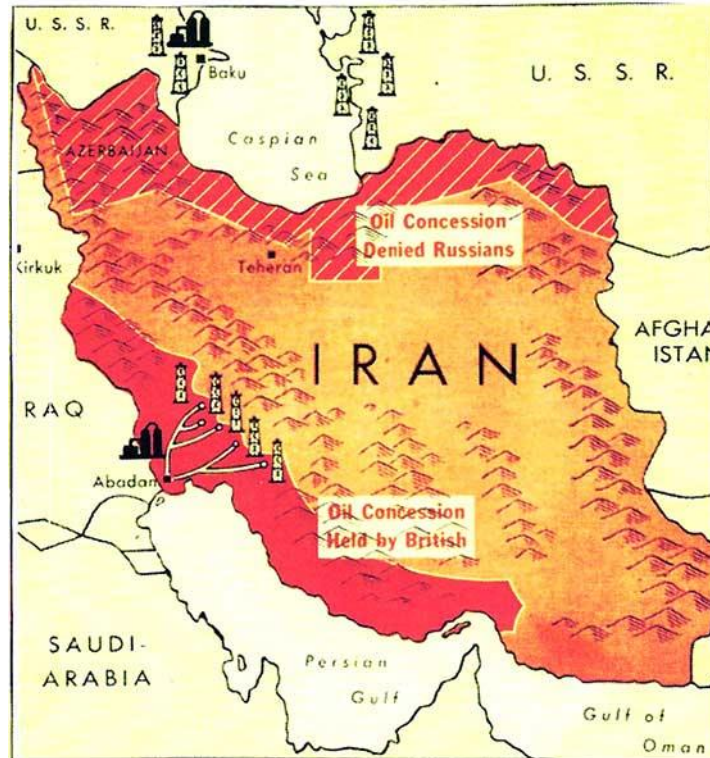 U. S. S. R.
Baku
U. S. S. R.
Caspian
Sea
AZERBAIJAN
Oil Concession
Denied Russians
Teheran
Kirkuk
IRAN
AFGHA
ISTAN
RAQ
Abadan
Oil Concession
Held by British
SAUDI-
ARABIA
Persian
Gulf
Gulf of
Oman